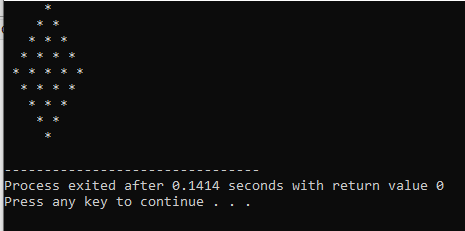 *
* *
* * *
* * * *
* * * * *
* * * *
* * *
* *
*
--------------------------------
Process exited after 0.1414 seconds with return value 0
Press any key to continue . . .